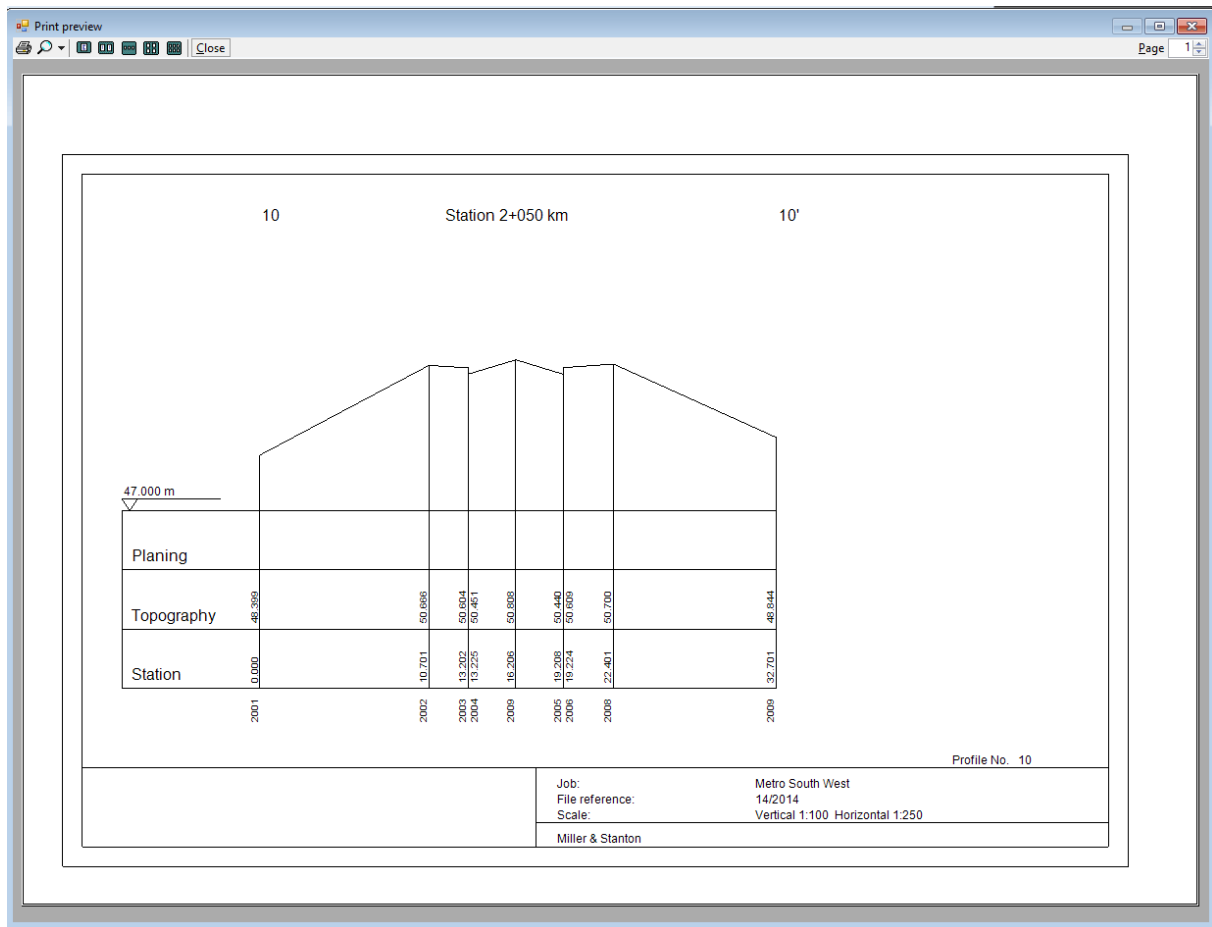 Print preview
Close
Page 1
10 Station 2+050 km 10'
47.000 m
Planing
Topography 48.399 50.666 50.604 50.451 50.808 50.440 50.609 50.700 48.844
Station 0.000 10.701 13.202 13.225 16.206 19.208 19.224 22.401 32.701
2001 2002 2003 2004 2009 2005 2006 2008 2009
Profile No. 10
Job: Metro South West
File reference: 14/2014
Scale: Vertical 1:100 Horizontal 1:250
Miller & Stanton